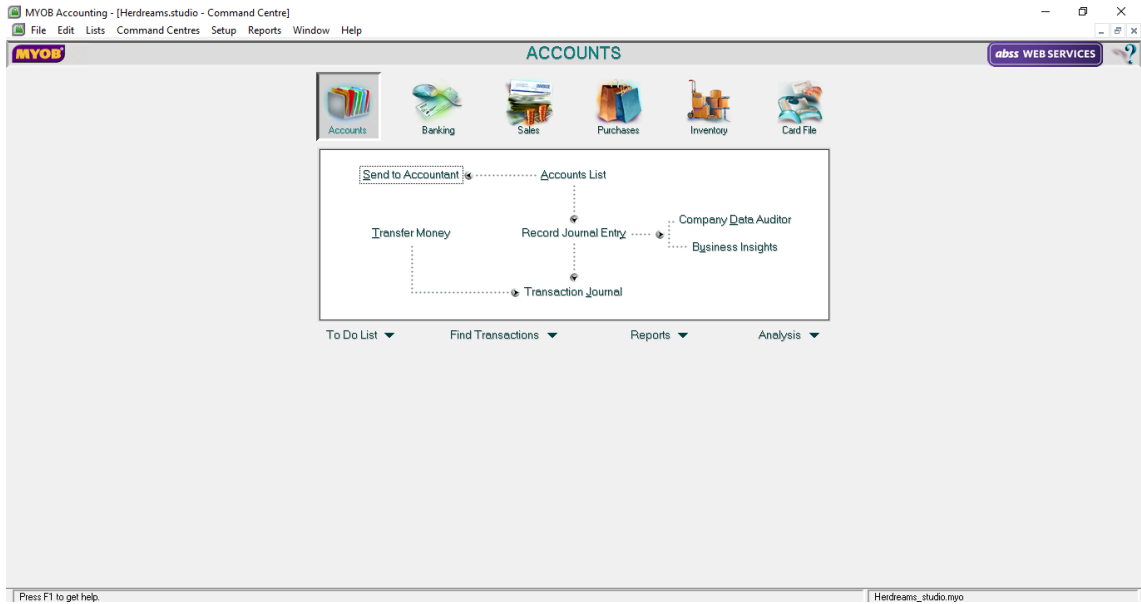 MYOB Accounting - [Herdreams.studio - Command Centre]
File Edit Lists Command Centres Setup Reports Window Help
MYOB ACCOUNTS abss WEB SERVICES
Accounts Banking Sales Purchases Inventory Card File
Send to Accountant Accounts List
Company Data Auditor
Transfer Money Record Journal Entry
Business Insights
Transaction Journal
To Do List Find Transactions Reports Analysis
Press F1 to get help. Herdreams_studio.myo